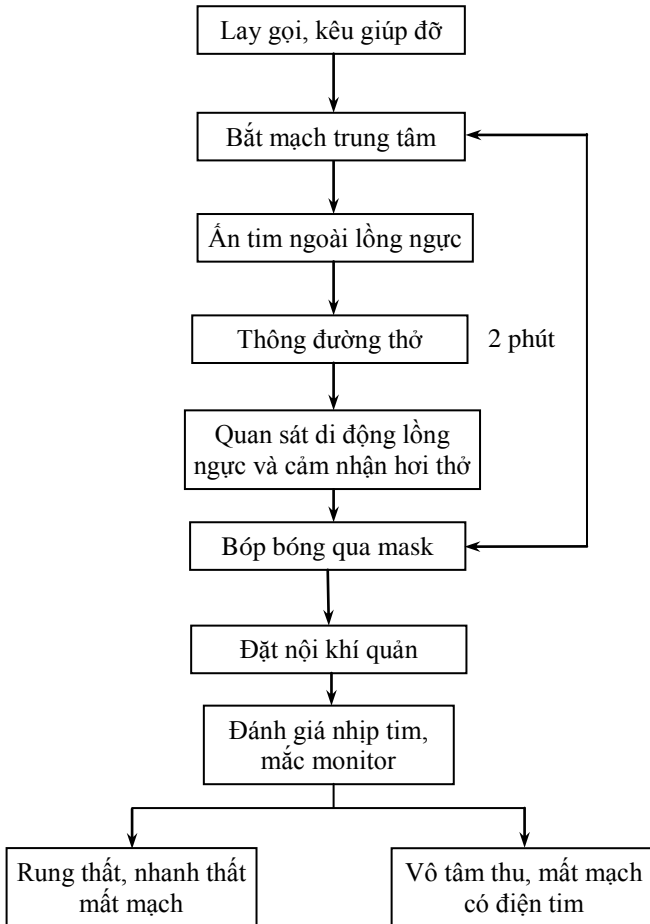 Lay gọi, kêu giúp đỡ
Bắt mạch trung tâm
Ấn tim ngoài lồng ngực
Thông đường thở
2 phút
Quan sát di động lồng
ngực và cảm nhận hơi thở
Bóp bóng qua mask
Đặt nội khí quản
Đánh giá nhịp tim,
mắc monitor
Rung thất, nhanh thất
mất mạch
Vô tâm thu, mất mạch
có điện tim